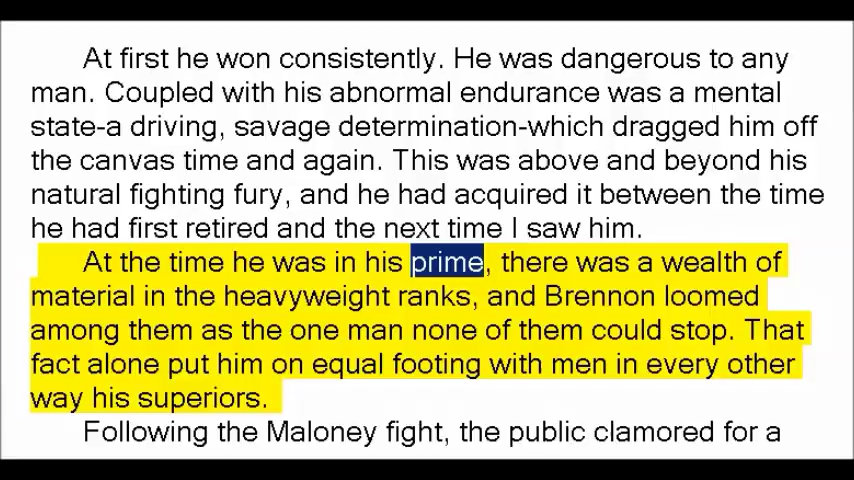 At first he won consistently. He was dangerous to any
man. Coupled with his abnormal endurance was a mental
state-a driving, savage determination-which dragged him off
the canvas time and again. This was above and beyond his
natural fighting fury, and he had acquired it between the time
he had first retired and the next time I saw him.
At the time he was in his prime, there was a wealth of
material in the heavyweight ranks, and Brennon loomed
among them as the one man none of them could stop. That
fact alone put him on equal footing with men in every other
way his superiors.
Following the Maloney fight, the public clamored for a